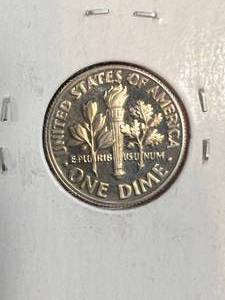 UNITED STATES OF AMERICA
E PLURIBUS UNUM
· ONE DIME ·